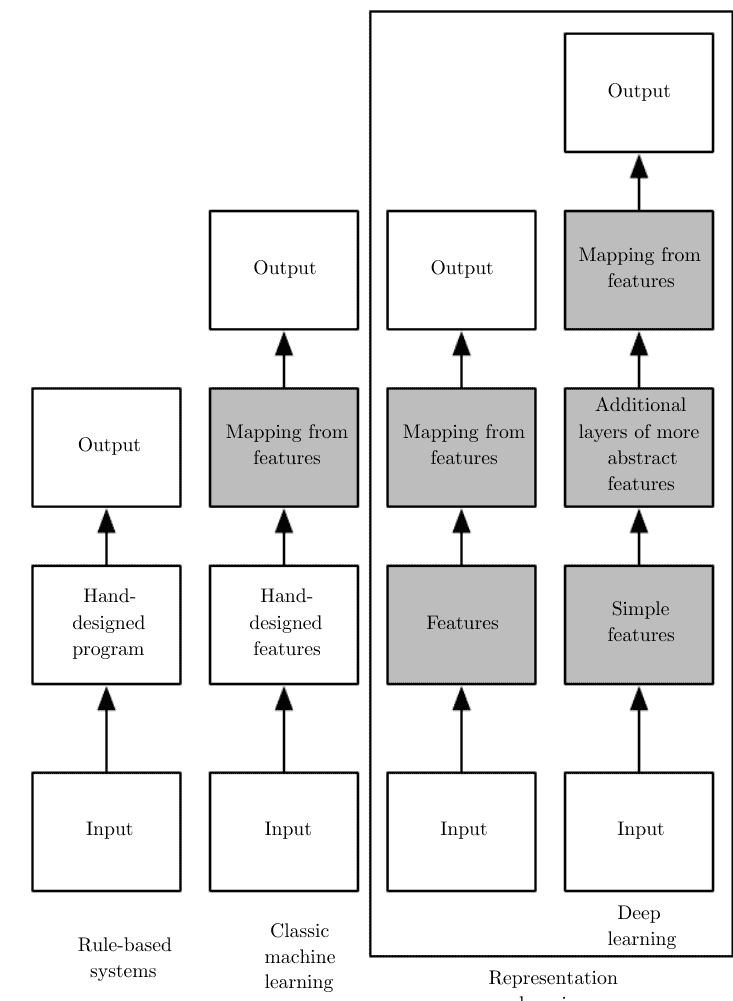 Output
Mapping from
features
Additional
layers of more
abstract
features
Simple
features
Input
Deep
learning
Output
Mapping from
features
Features
Input
Representation
Output
Mapping from
features
Hand-
designed
features
Input
Classic
machine
learning
Output
Hand-
designed
program
Input
Rule-based
systems